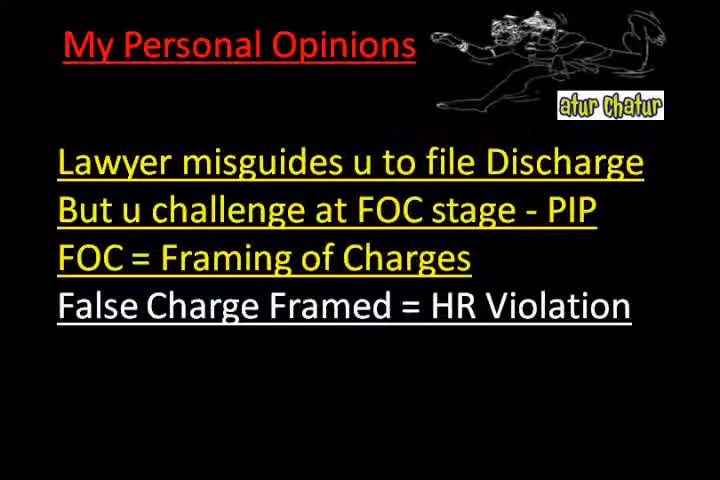 My Personal Opinions
atur chatur
Lawyer misguides u to file Discharge
But u challenge at FOC stage - PIP
FOC = Framing of Charges
False Charge Framed = HR Violation